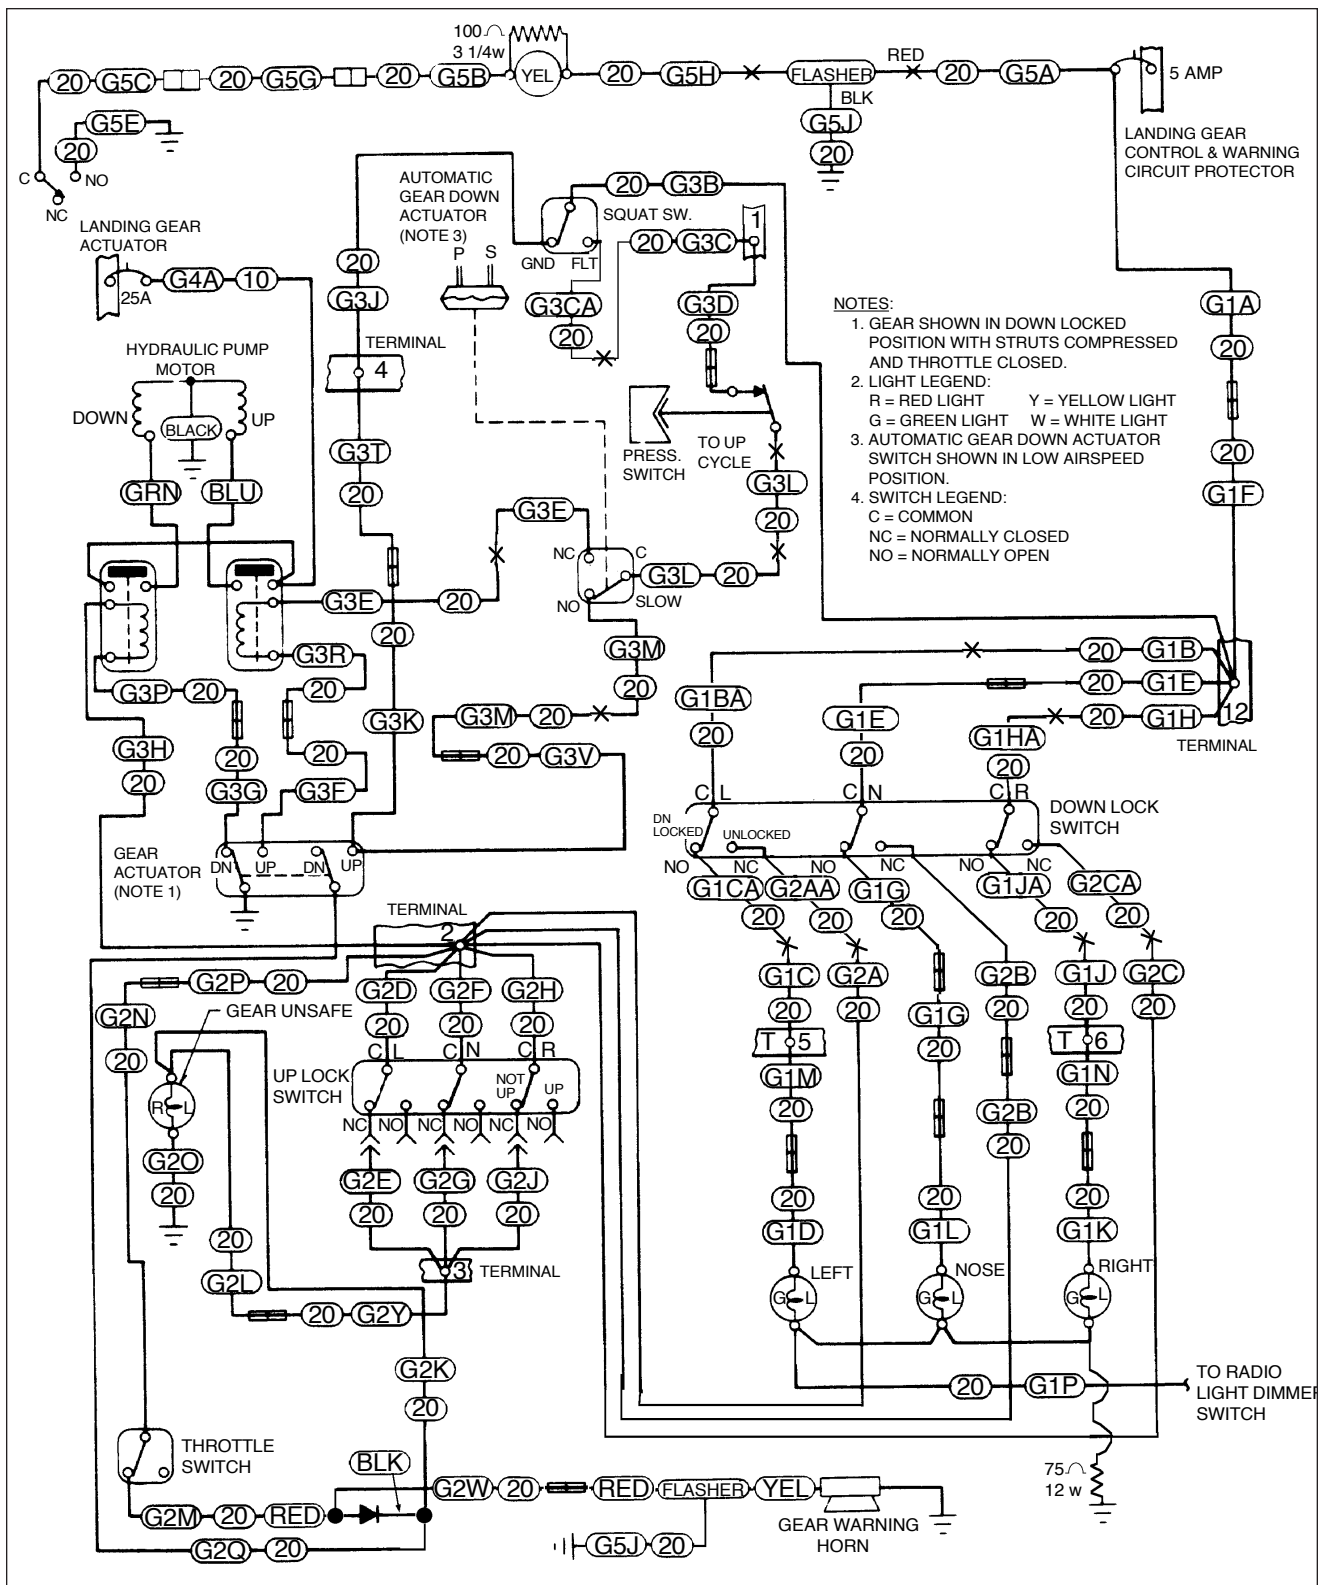 100
3 1/4w
20 G5C 20 G5G 20 G5B YEL 20 G5H FLASHER RED 20 G5A 5 AMP
BLK
G5J
20
G5E
20
C NO
NC
LANDING GEAR
CONTROL & WARNING
CIRCUIT PROTECTOR
AUTOMATIC
GEAR DOWN
ACTUATOR
(NOTE 3)
P S
20 G3B
SQUAT SW.
GND FLT
20 G3C 1
G3CA
20
G3D
20
LANDING GEAR
ACTUATOR
25A
G4A 10
20
G3J
TERMINAL
4
G3T
20
HYDRAULIC PUMP
MOTOR
DOWN BLACK UP
GRN BLU
PRESS.
SWITCH
TO UP
CYCLE
G3L
20
NOTES:
1. GEAR SHOWN IN DOWN LOCKED
POSITION WITH STRUTS COMPRESSED
AND THROTTLE CLOSED.
2. LIGHT LEGEND:
R = RED LIGHT Y = YELLOW LIGHT
G = GREEN LIGHT W = WHITE LIGHT
3. AUTOMATIC GEAR DOWN ACTUATOR
SWITCH SHOWN IN LOW AIRSPEED
POSITION.
4. SWITCH LEGEND:
C = COMMON
NC = NORMALLY CLOSED
NO = NORMALLY OPEN
G1A
20
20
G1F
G3E
NC C
NO SLOW
G3L 20
G3E 20
20
G3M
20
G3R
20
G3P 20
G3K
G3M 20
20 G3V
G3H
20
20
G3G
20
G3F
20 G1B
20 G1E
20 G1H
12
TERMINAL
G1BA
20
G1E
20
G1HA
20
C L C N C R
DOWN LOCK
SWITCH
DN
LOCKED
UNLOCKED
NO NC NO NC NO NC
GEAR
ACTUATOR
(NOTE 1)
DN UP DN UP
G1CA G2AA G1G G1JA G2CA
20 20 20 20 20
TERMINAL
2
G2P 20
G2N
20
GEAR UNSAFE
G2D G2F G2H
20 20 20
C L C N C R
UP LOCK
SWITCH
NOT
UP
UP
NC NO NC NO NC NO
R L
G2O
20
G2E G2G G2J
20 20 20
3 TERMINAL
20
G2L
20 G2Y
G1C G2A G2B G1J G2C
20 20 20 20 20
G1G
20
T 5
T 6
G1M G1N
20 20
G2B
20
20 20 20
G1D G1L G1K
LEFT NOSE RIGHT
G L G L G L
G2K
20
20 G1P
TO RADIO
LIGHT DIMMER
SWITCH
75
12 w
THROTTLE
SWITCH
BLK
G2W 20 RED FLASHER YEL
GEAR WARNING
HORN
G2M 20 RED
G2Q 20
G5J 20